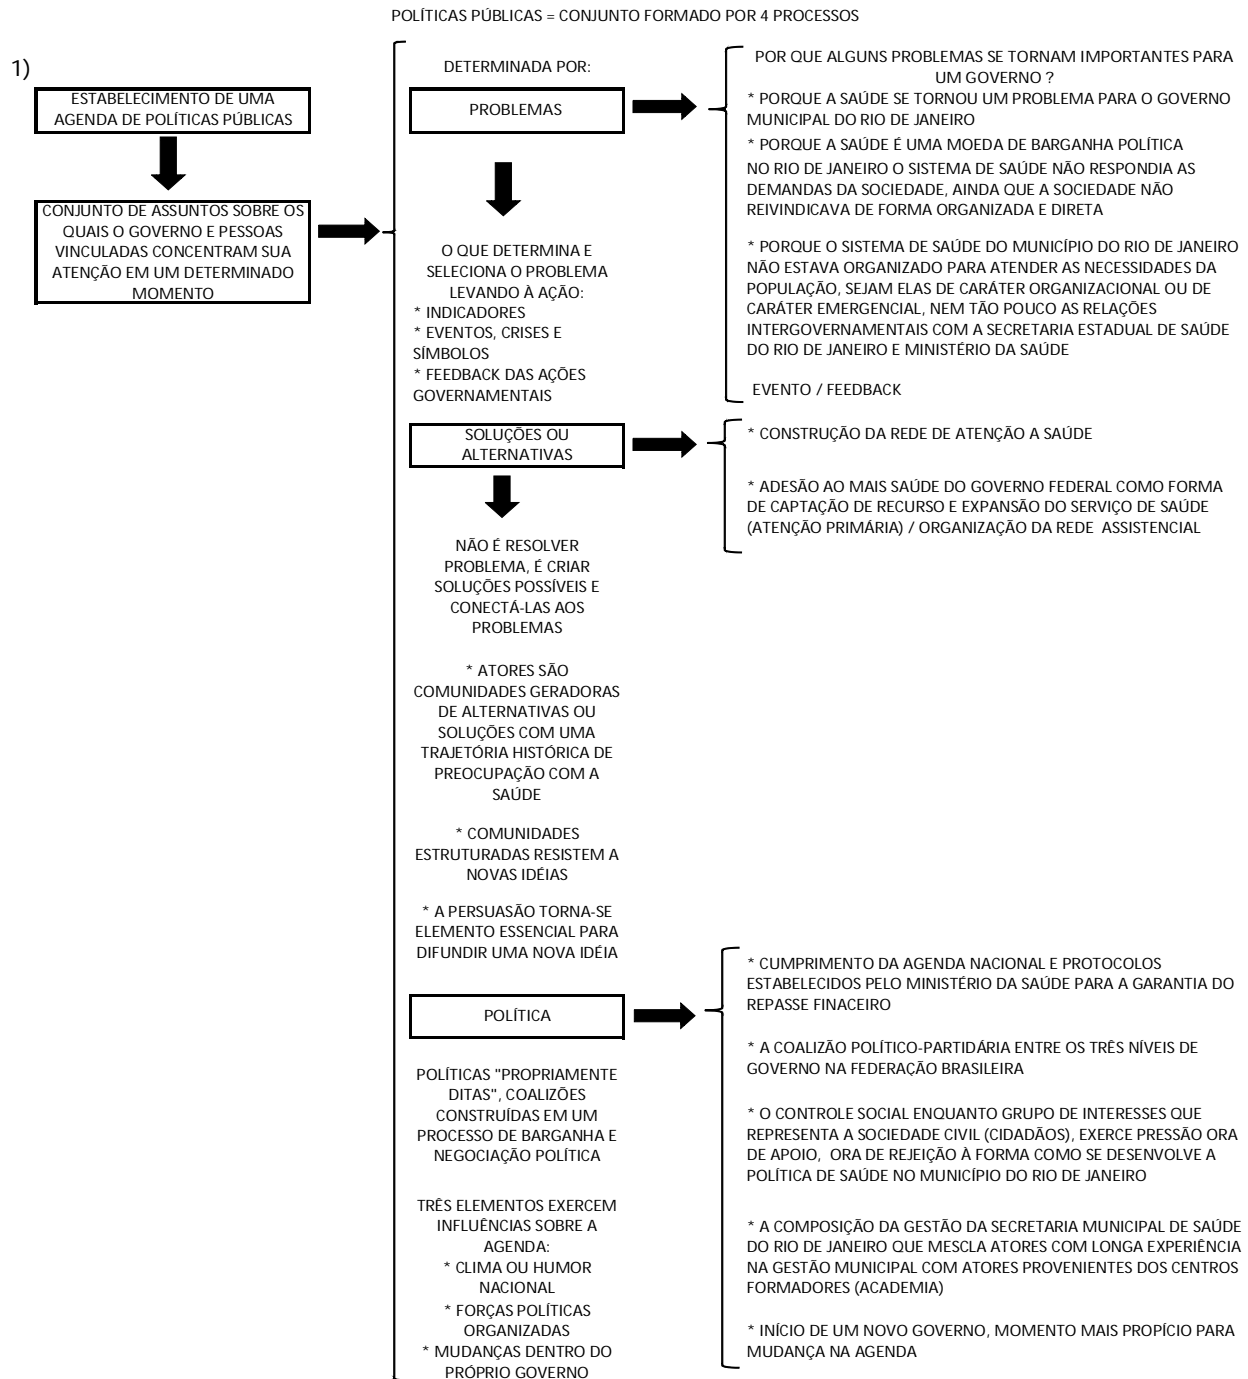 POLÍTICAS PÚBLICAS = CONJUNTO FORMADO POR 4 PROCESSOS
1)
ESTABELECIMENTO DE UMA
AGENDA DE POLÍTICAS PÚBLICAS
CONJUNTO DE ASSUNTOS SOBRE OS
QUAIS O GOVERNO E PESSOAS
VINCULADAS CONCENTRAM SUA
ATENÇÃO EM UM DETERMINADO
MOMENTO
DETERMINADA POR:
PROBLEMAS
O QUE DETERMINA E
SELECIONA O PROBLEMA
LEVANDO À AÇÃO:
* INDICADORES
* EVENTOS, CRISES E
SÍMBOLOS
* FEEDBACK DAS AÇÕES
GOVERNAMENTAIS
POR QUE ALGUNS PROBLEMAS SE TORNAM IMPORTANTES PARA
UM GOVERNO ?
* PORQUE A SAÚDE SE TORNOU UM PROBLEMA PARA O GOVERNO
MUNICIPAL DO RIO DE JANEIRO
* PORQUE A SAÚDE É UMA MOEDA DE BARGANHA POLÍTICA
NO RIO DE JANEIRO O SISTEMA DE SAÚDE NÃO RESPONDIA AS
DEMANDAS DA SOCIEDADE, AINDA QUE A SOCIEDADE NÃO
REIVINDICAVA DE FORMA ORGANIZADA E DIRETA
* PORQUE O SISTEMA DE SAÚDE DO MUNICÍPIO DO RIO DE JANEIRO
NÃO ESTAVA ORGANIZADO PARA ATENDER AS NECESSIDADES DA
POPULAÇÃO, SEJAM ELAS DE CARÁTER ORGANIZACIONAL OU DE
CARÁTER EMERGENCIAL, NEM TÃO POUCO AS RELAÇÕES
INTERGOVERNAMENTAIS COM A SECRETARIA ESTADUAL DE SAÚDE
DO RIO DE JANEIRO E MINISTÉRIO DA SAÚDE
EVENTO / FEEDBACK
SOLUÇÕES OU
ALTERNATIVAS
NÃO É RESOLVER
PROBLEMA, É CRIAR
SOLUÇÕES POSSÍVEIS E
CONECTÁ-LAS AOS
PROBLEMAS
* ATORES SÃO
COMUNIDADES GERADORAS
DE ALTERNATIVAS OU
SOLUÇÕES COM UMA
TRAJETÓRIA HISTÓRICA DE
PREOCUPAÇÃO COM A
SAÚDE
* COMUNIDADES
ESTRUTURADAS RESISTEM A
NOVAS IDÉIAS
* A PERSUASÃO TORNA-SE
ELEMENTO ESSENCIAL PARA
DIFUNDIR UMA NOVA IDÉIA
* CONSTRUÇÃO DA REDE DE ATENÇÃO A SAÚDE
* ADESÃO AO MAIS SAÚDE DO GOVERNO FEDERAL COMO FORMA
DE CAPTAÇÃO DE RECURSO E EXPANSÃO DO SERVIÇO DE SAÚDE
(ATENÇÃO PRIMÁRIA) / ORGANIZAÇÃO DA REDE ASSISTENCIAL
POLÍTICA
POLÍTICAS "PROPRIAMENTE
DITAS", COALIZÕES
CONSTRUÍDAS EM UM
PROCESSO DE BARGANHA E
NEGOCIAÇÃO POLÍTICA
TRÊS ELEMENTOS EXERCEM
INFLUÊNCIAS SOBRE A
AGENDA:
* CLIMA OU HUMOR
NACIONAL
* FORÇAS POLÍTICAS
ORGANIZADAS
* MUDANÇAS DENTRO DO
PRÓPRIO GOVERNO
* CUMPRIMENTO DA AGENDA NACIONAL E PROTOCOLOS
ESTABELECIDOS PELO MINISTÉRIO DA SAÚDE PARA A GARANTIA DO
REPASSE FINACEIRO
* A COALIZÃO POLÍTICO-PARTIDÁRIA ENTRE OS TRÊS NÍVEIS DE
GOVERNO NA FEDERAÇÃO BRASILEIRA
* O CONTROLE SOCIAL ENQUANTO GRUPO DE INTERESSES QUE
REPRESENTA A SOCIEDADE CIVIL (CIDADÃOS), EXERCE PRESSÃO ORA
DE APOIO, ORA DE REJEIÇÃO À FORMA COMO SE DESENVOLVE A
POLÍTICA DE SAÚDE NO MUNICÍPIO DO RIO DE JANEIRO
* A COMPOSIÇÃO DA GESTÃO DA SECRETARIA MUNICIPAL DE SAÚDE
DO RIO DE JANEIRO QUE MESCLA ATORES COM LONGA EXPERIÊNCIA
NA GESTÃO MUNICIPAL COM ATORES PROVENIENTES DOS CENTROS
FORMADORES (ACADEMIA)
* INÍCIO DE UM NOVO GOVERNO, MOMENTO MAIS PROPÍCIO PARA
MUDANÇA NA AGENDA